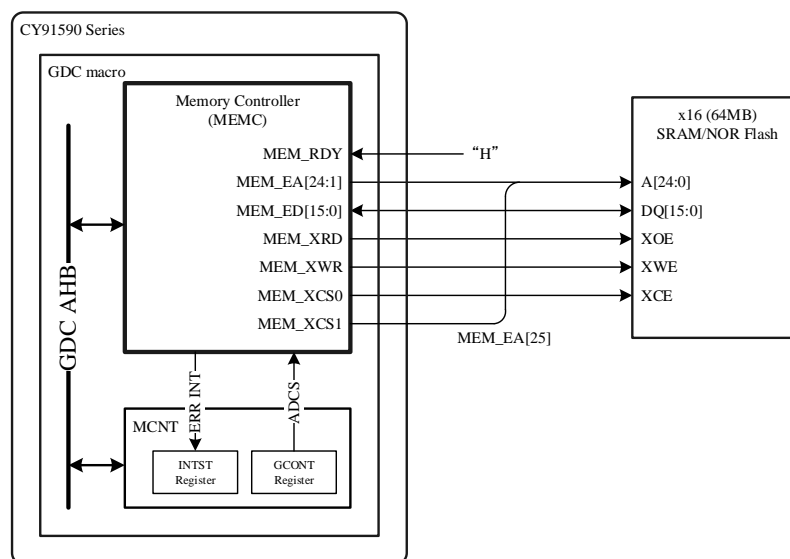 CY91590 Series
GDC macro
Memory Controller
(MEMC)
x16 (64MB)
SRAM/NOR Flash
MEM_RDY
“H”
MEM_EA[24:1]
A[24:0]
MEM_ED[15:0]
DQ[15:0]
MEM_XRD
XOE
MEM_XWR
XWE
MEM_XCS0
XCE
MEM_XCS1
MEM_EA[25]
GDC AHB
ERR INT
ADCS
MCNT
INTST
Register
GCONT
Register